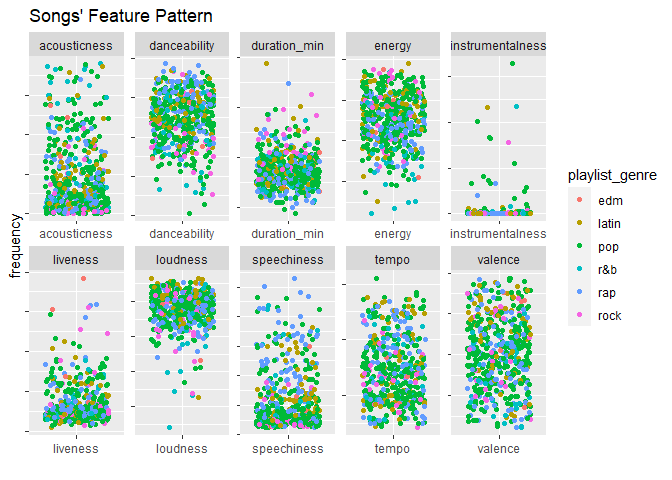 Songs' Feature Pattern
acousticness danceability duration_min energy instrumentalness
acousticness danceability duration_min energy instrumentalness
liveness loudness speechiness tempo valence
liveness loudness speechiness tempo valence
frequency
playlist_genre
edm
latin
pop
r&b
rap
rock